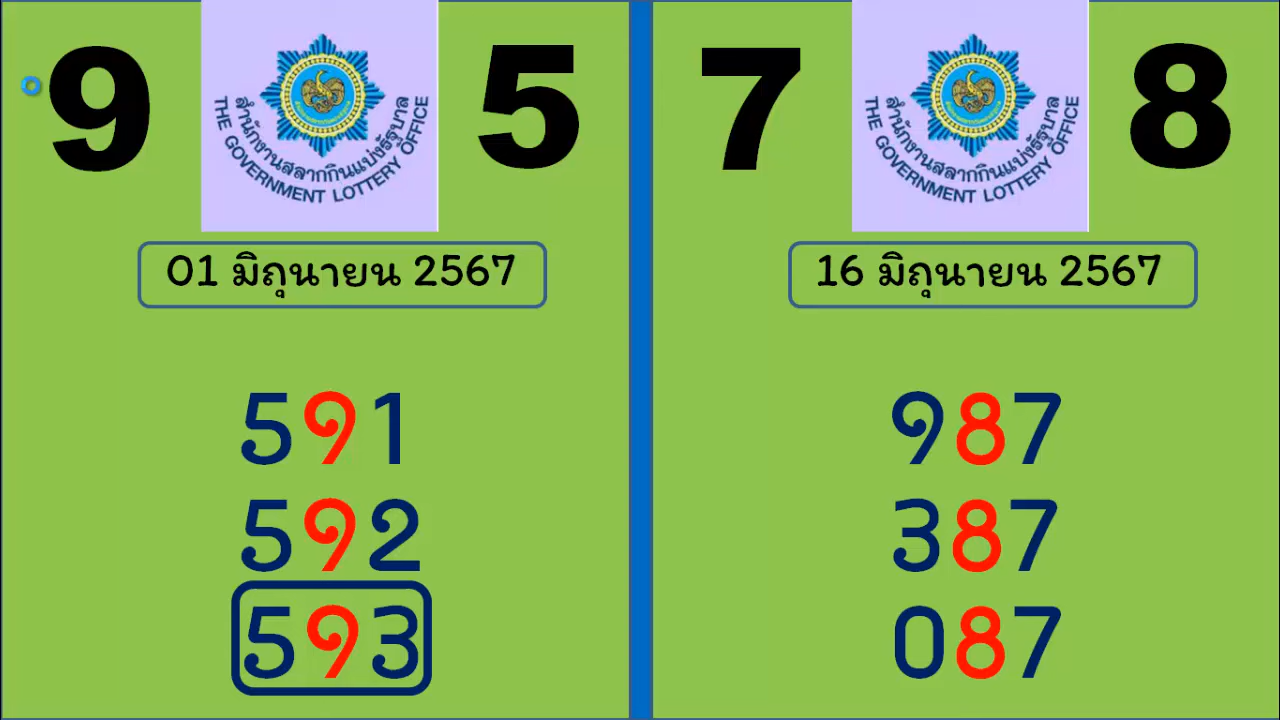 9 5
สำนักงานสลากกินแบ่งรัฐบาล
THE GOVERNMENT LOTTERY OFFICE
01 มิถุนายน 2567
591
592
593
7 8
สำนักงานสลากกินแบ่งรัฐบาล
THE GOVERNMENT LOTTERY OFFICE
16 มิถุนายน 2567
987
387
087